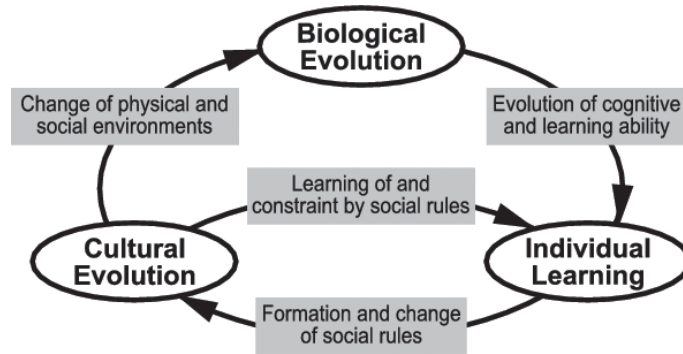 Biological
Evolution
Change of physical and
social environments
Evolution of cognitive
and learning ability
Learning of and
constraint by social rules
Cultural
Evolution
Individual
Learning
Formation and change
of social rules